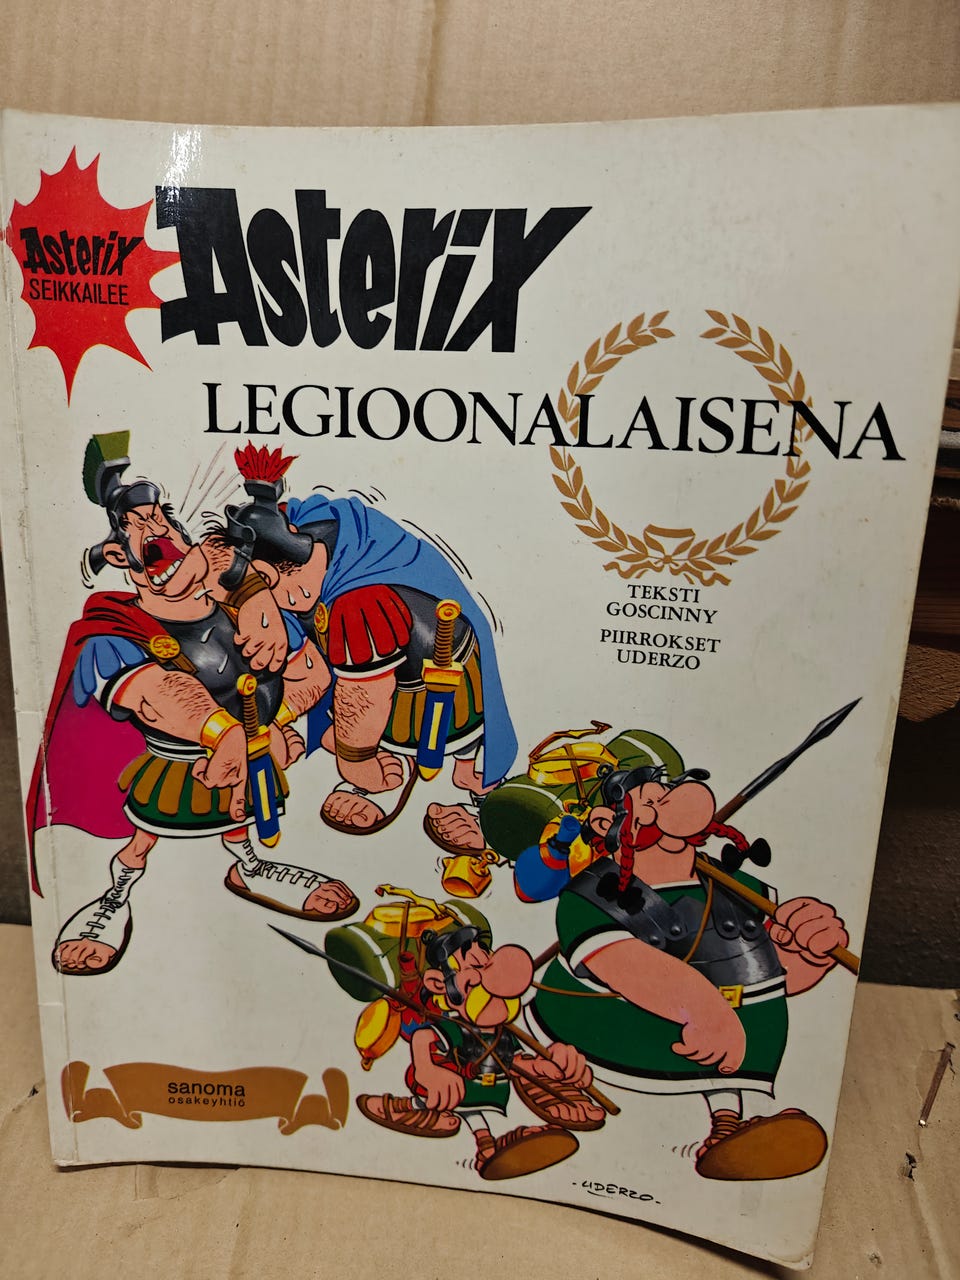 Asterix
SEIKKAILEE
Asterix
LEGIOONALAISENA
TEKSTI
GOSCINNY
PIIRROKSET
UDERZO
sanoma
osakeyhtiö
-UDERZO-